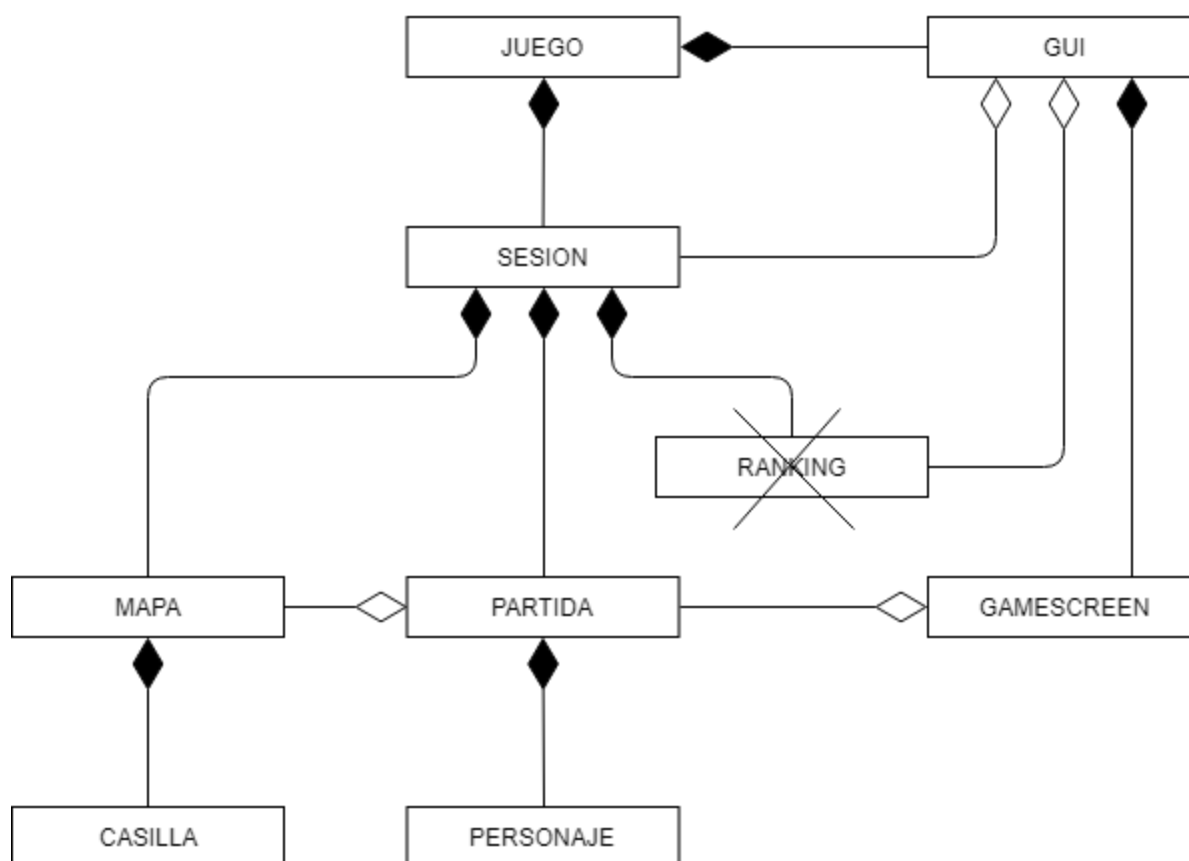 JUEGO
GUI
SESION
RANKING
MAPA
PARTIDA
GAMESCREEN
CASILLA
PERSONAJE